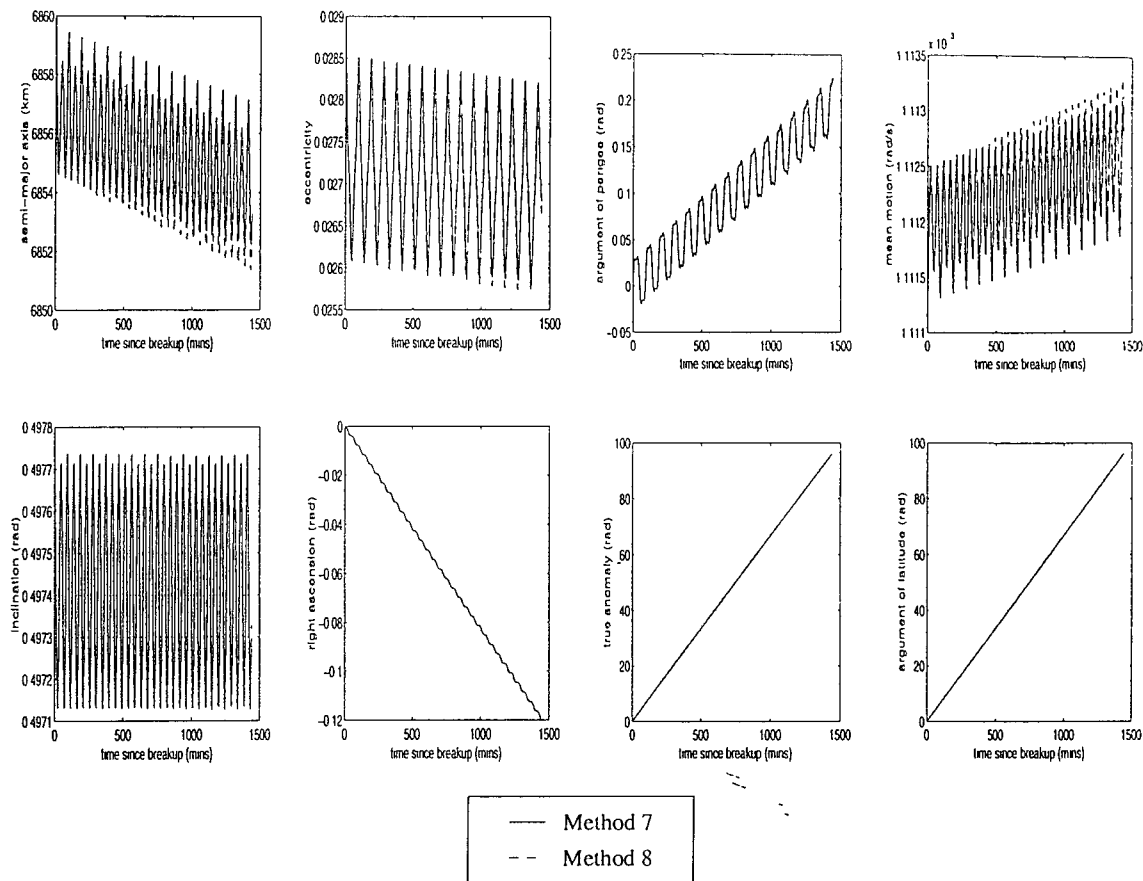 6860
6858
6856
6854
6852
6850
semi-major axis (km)
0 500 1000 1500
time since breakup (mins)
0 029
0 0285
0 028
0 0275
0 027
0 0265
0 026
0 0255
occentricity
0 500 1000 1500
time since breakup (mins)
0.25
0.2
0.15
0.1
0.05
0
-0 05
argument of perigee (rad)
0 500 1000 1500
time since breakup (mins)
1 1135 x 10⁻³
1 113
1 1125
1 112
1 1115
1 111
mean motion (rad/s)
0 500 1000 1500
time since breakup (mins)
0 4978
0 4977
0 4976
0 4975
0 4974
0 4973
0 4972
0 4971
inclination (rad)
0 500 1000 1500
time since breakup (mins)
0
-0.02
-0.04
-0.06
-0.08
-0.1
-0.12
right ascension (rad)
0 500 1000 1500
time since breakup (mins)
100
80
60
40
20
0
true anomaly (rad)
0 500 1000 1500
time since breakup (mins)
100
80
60
40
20
0
argument of latitude (rad)
0 500 1000 1500
time since breakup (mins)
Method 7
Method 8